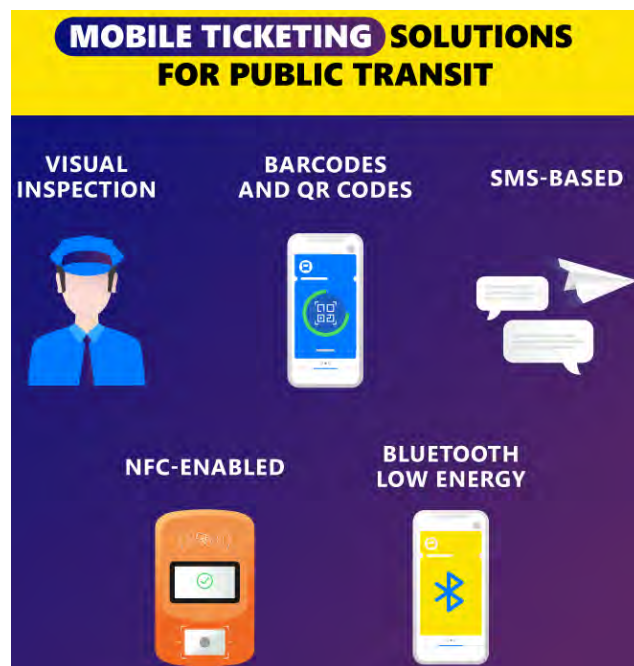 MOBILE TICKETING SOLUTIONS
FOR PUBLIC TRANSIT
VISUAL
INSPECTION
BARCODES
AND QR CODES
SMS-BASED
NFC-ENABLED
BLUETOOTH
LOW ENERGY